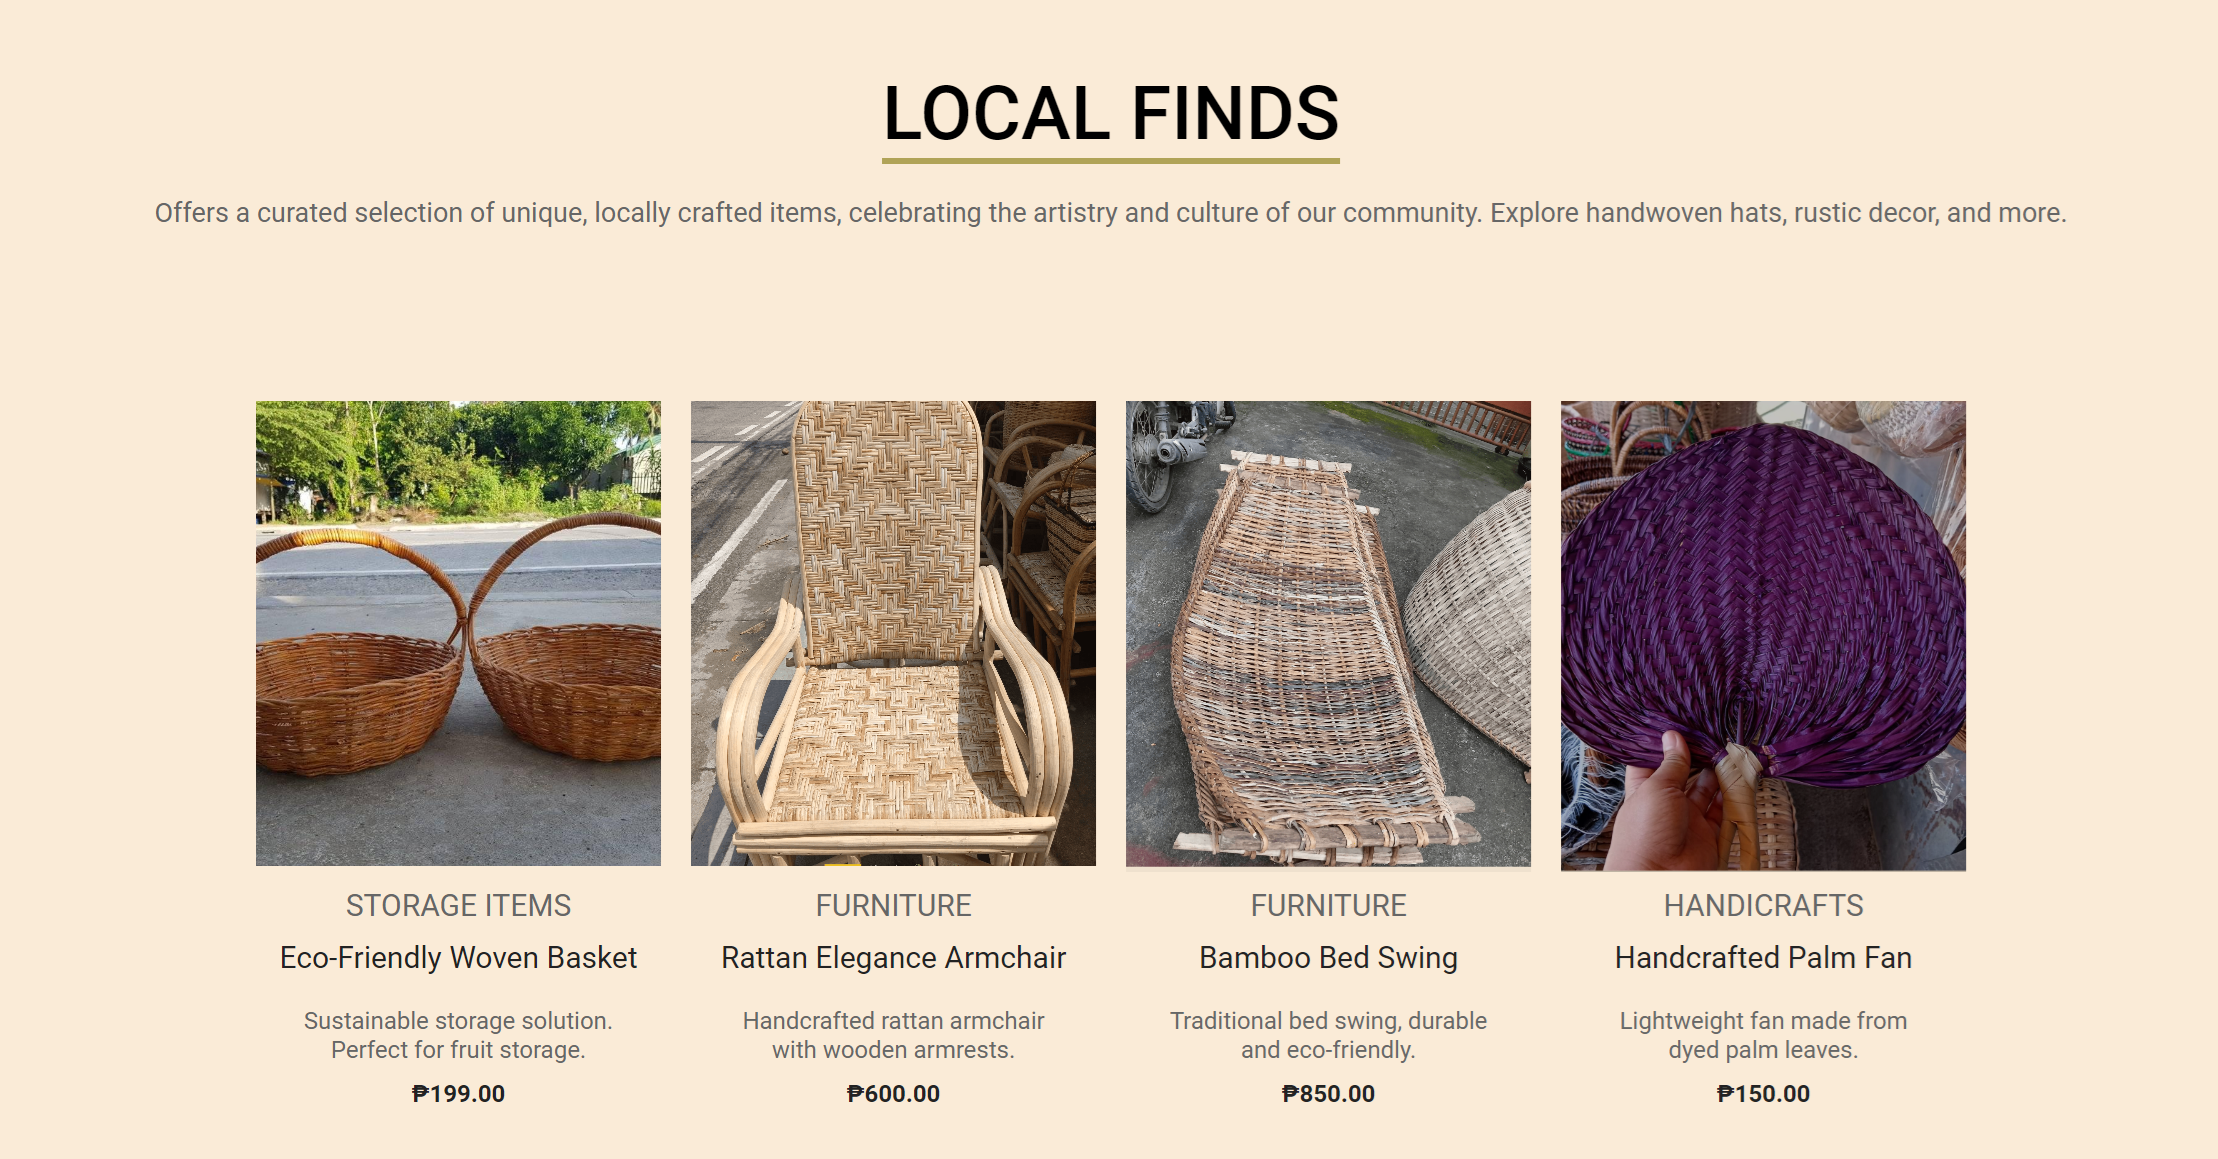 LOCAL FINDS
Offers a curated selection of unique, locally crafted items, celebrating the artistry and culture of our community. Explore handwoven hats, rustic decor, and more.
STORAGE ITEMS
Eco-Friendly Woven Basket
Sustainable storage solution.
Perfect for fruit storage.
₱199.00
FURNITURE
Rattan Elegance Armchair
Handcrafted rattan armchair
with wooden armrests.
₱600.00
FURNITURE
Bamboo Bed Swing
Traditional bed swing, durable
and eco-friendly.
₱850.00
HANDICRAFTS
Handcrafted Palm Fan
Lightweight fan made from
dyed palm leaves.
₱150.00